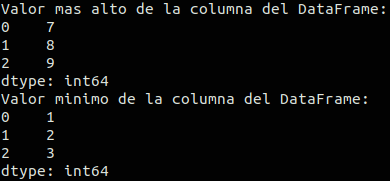 Valor mas alto de la columna del DataFrame:
0    7
1    8
2    9
dtype: int64
Valor minimo de la columna del DataFrame:
0    1
1    2
2    3
dtype: int64